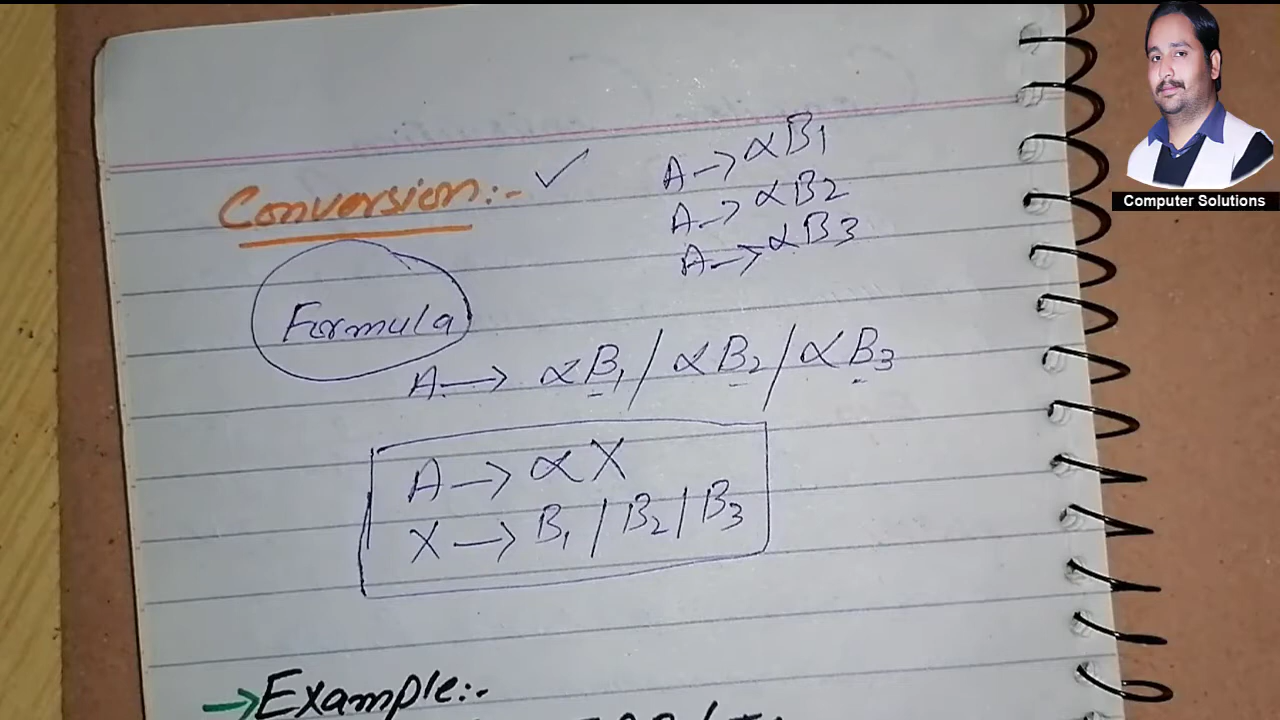 Conversion:- ✓
A → αB1
A → αB2
A → αB3
Formula
A → αB1 / αB2 / αB3
A → αX
X → B1 / B2 / B3
→ Example:-
Computer Solutions